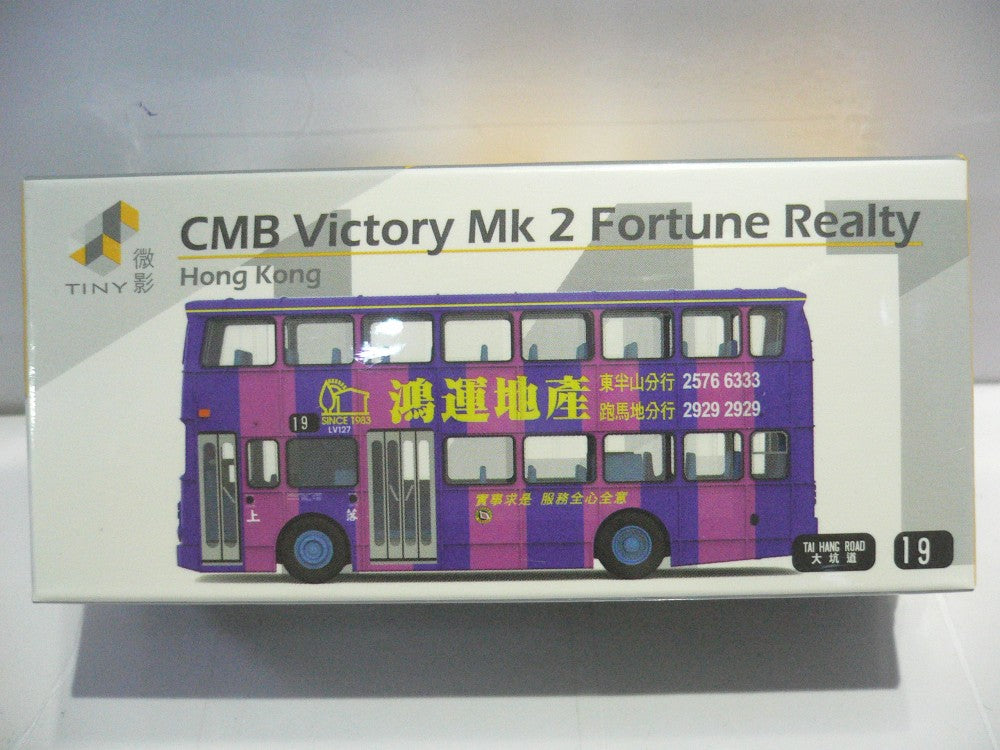 CMB Victory Mk 2 Fortune Realty
Hong Kong
TINY 微影
鴻運地產
東半山分行 2576 6333
跑馬地分行 2929 2929
SINCE 1983
LV127
19
實事求是 服務全心全意
上
落
TAI HANG ROAD
大坑道
19